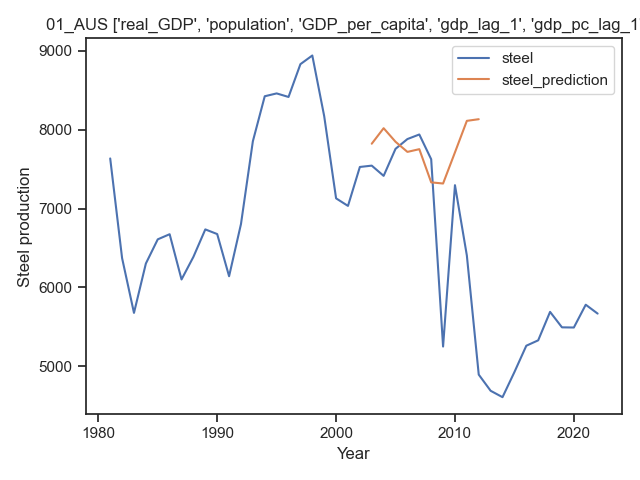 01_AUS ['real_GDP', 'population', 'GDP_per_capita', 'gdp_lag_1', 'gdp_pc_lag_1
steel
steel_prediction
9000
8000
7000
6000
5000
Steel production
1980
1990
2000
2010
2020
Year